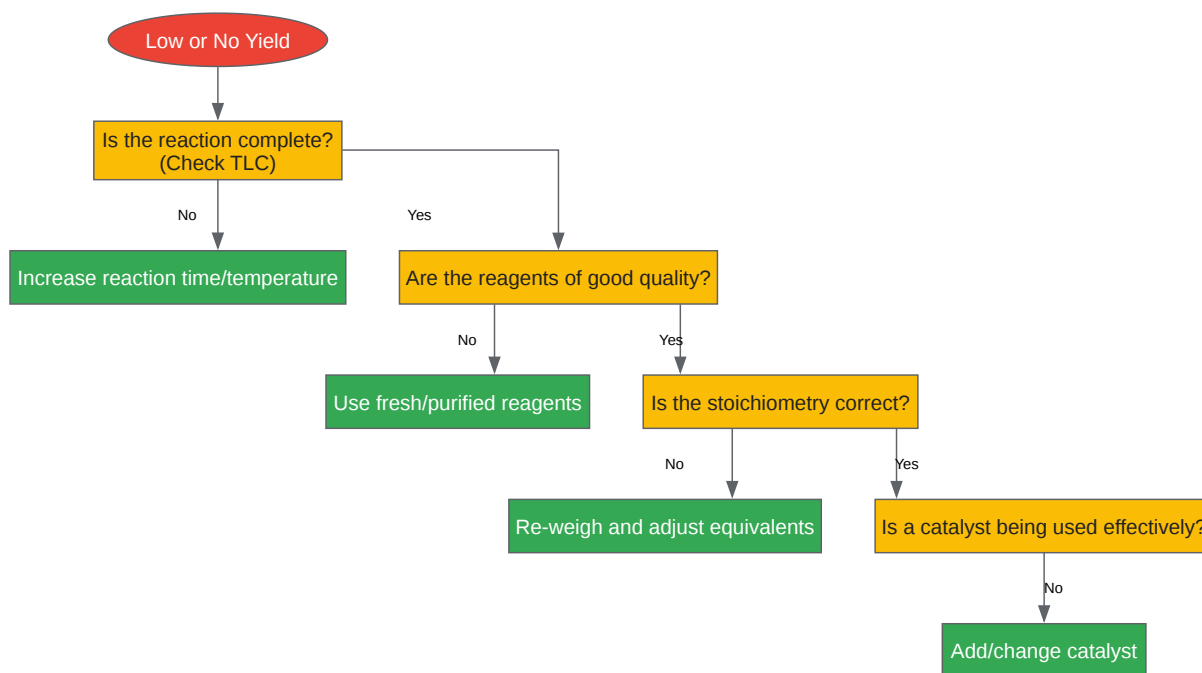 Low or No Yield
Is the reaction complete?
(Check TLC)
No
Yes
Increase reaction time/temperature
Are the reagents of good quality?
No
Yes
Use fresh/purified reagents
Is the stoichiometry correct?
No
Yes
Re-weigh and adjust equivalents
Is a catalyst being used effectively?
No
Add/change catalyst